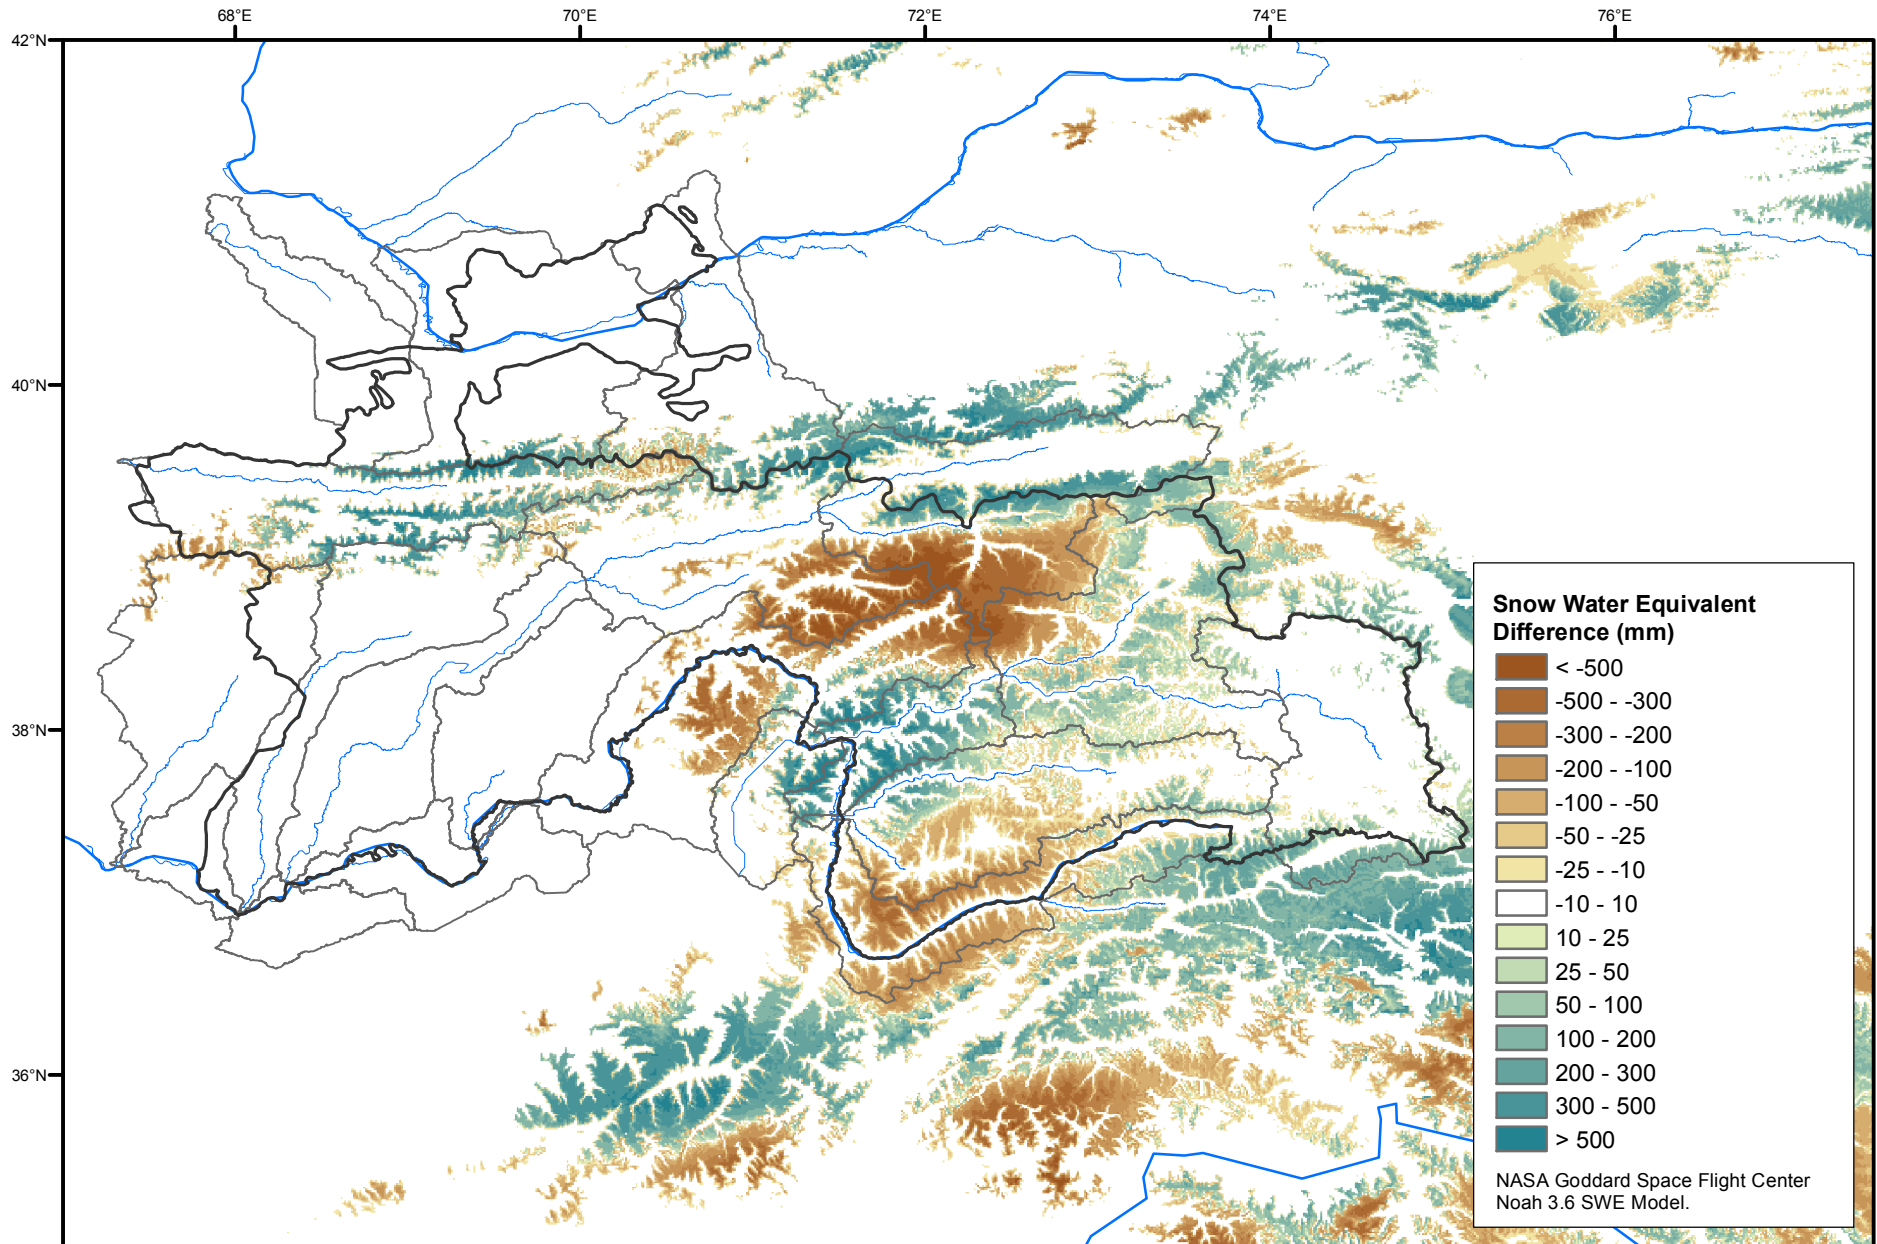 68°E 70°E 72°E 74°E 76°E
42°N
40°N
38°N
36°N
Snow Water Equivalent
Difference (mm)
< -500
-500 - -300
-300 - -200
-200 - -100
-100 - -50
-50 - -25
-25 - -10
-10 - 10
10 - 25
25 - 50
50 - 100
100 - 200
200 - 300
300 - 500
> 500
NASA Goddard Space Flight Center
Noah 3.6 SWE Model.